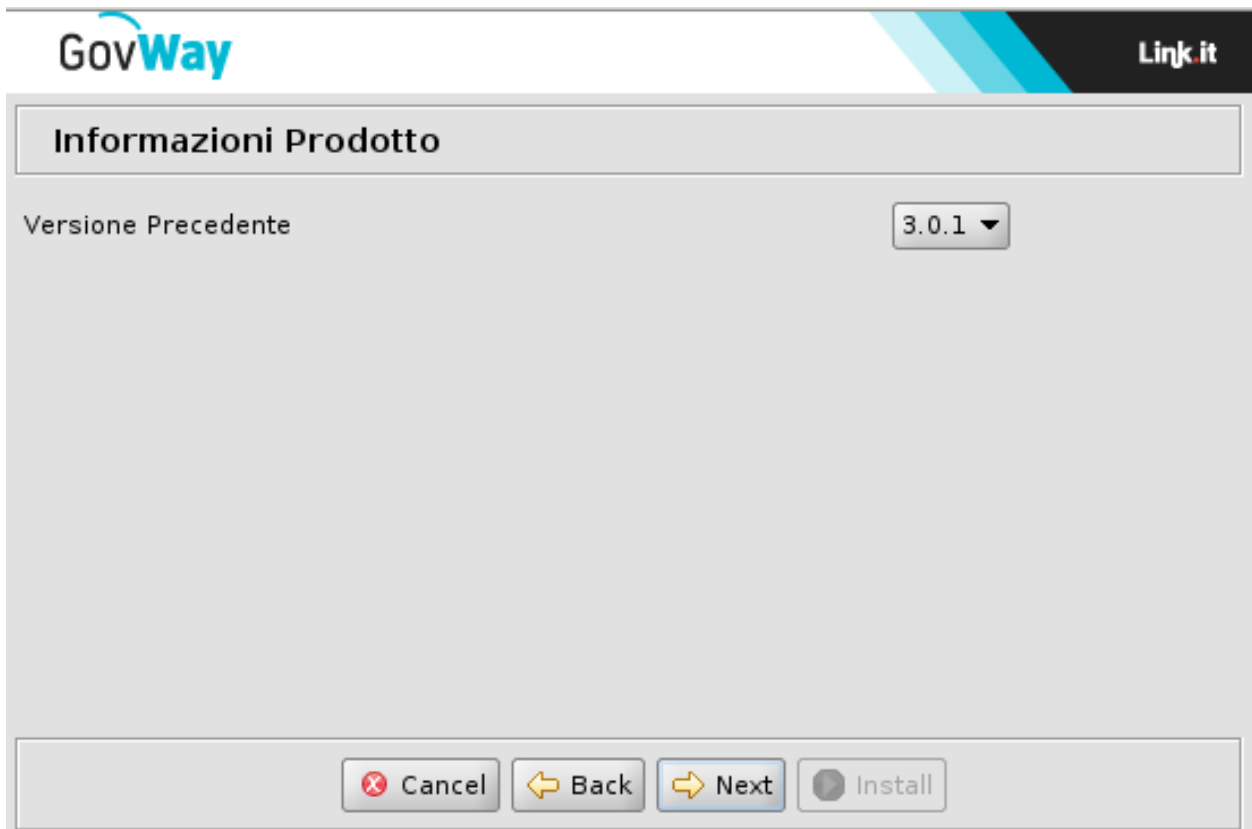 GovWay
Link.it
Informazioni Prodotto
Versione Precedente
3.0.1
Cancel
Back
Next
Install